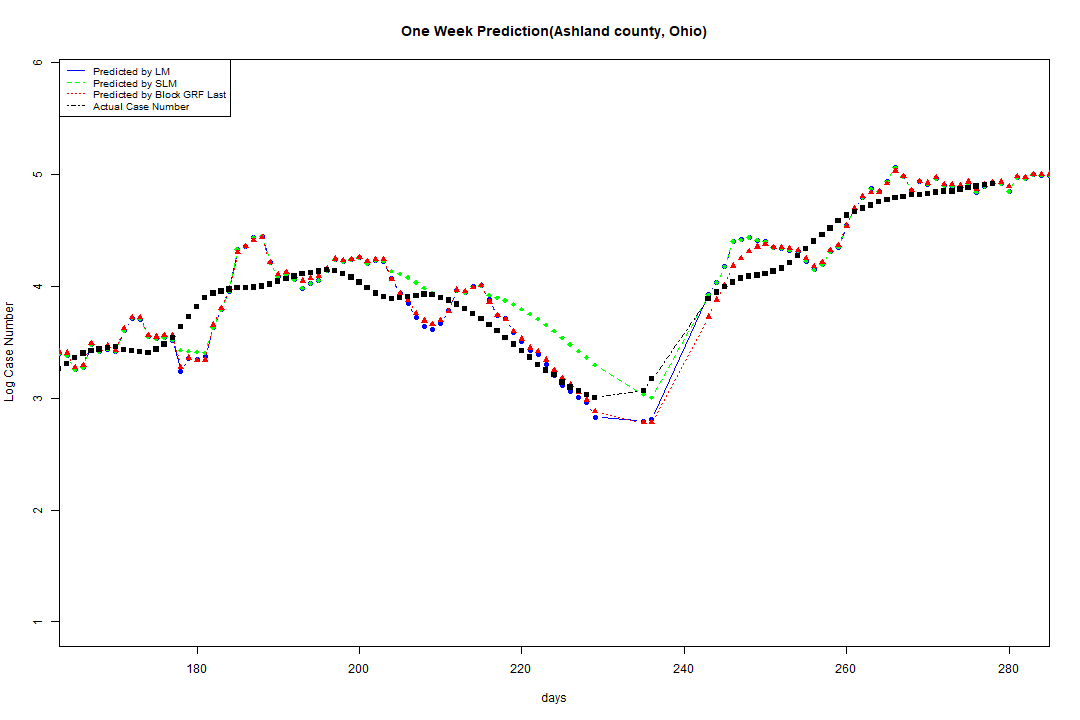 One Week Prediction(Ashland county, Ohio)
Predicted by LM
Predicted by SLM
Predicted by Block GRF Last
Actual Case Number
6
5
4
3
2
1
Log Case Number
180 200 220 240 260 280
days